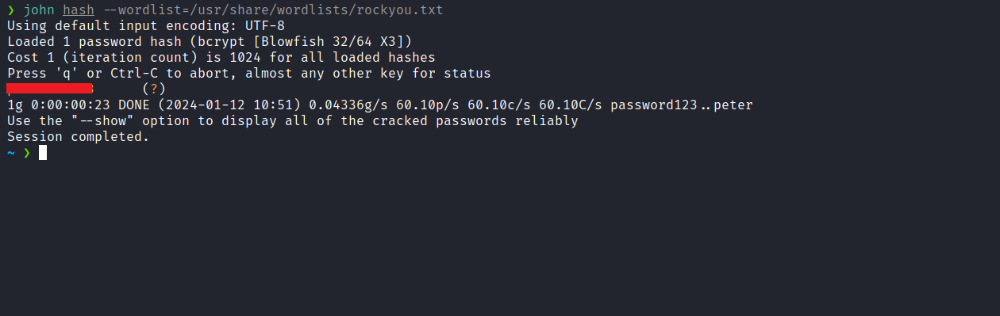 ❯ john hash --wordlist=/usr/share/wordlists/rockyou.txt
Using default input encoding: UTF-8
Loaded 1 password hash (bcrypt [Blowfish 32/64 X3])
Cost 1 (iteration count) is 1024 for all loaded hashes
Press 'q' or Ctrl-C to abort, almost any other key for status
(?)
1g 0:00:00:23 DONE (2024-01-12 10:51) 0.04336g/s 60.10p/s 60.10c/s 60.10C/s password123..peter
Use the "--show" option to display all of the cracked passwords reliably
Session completed.
~ ❯